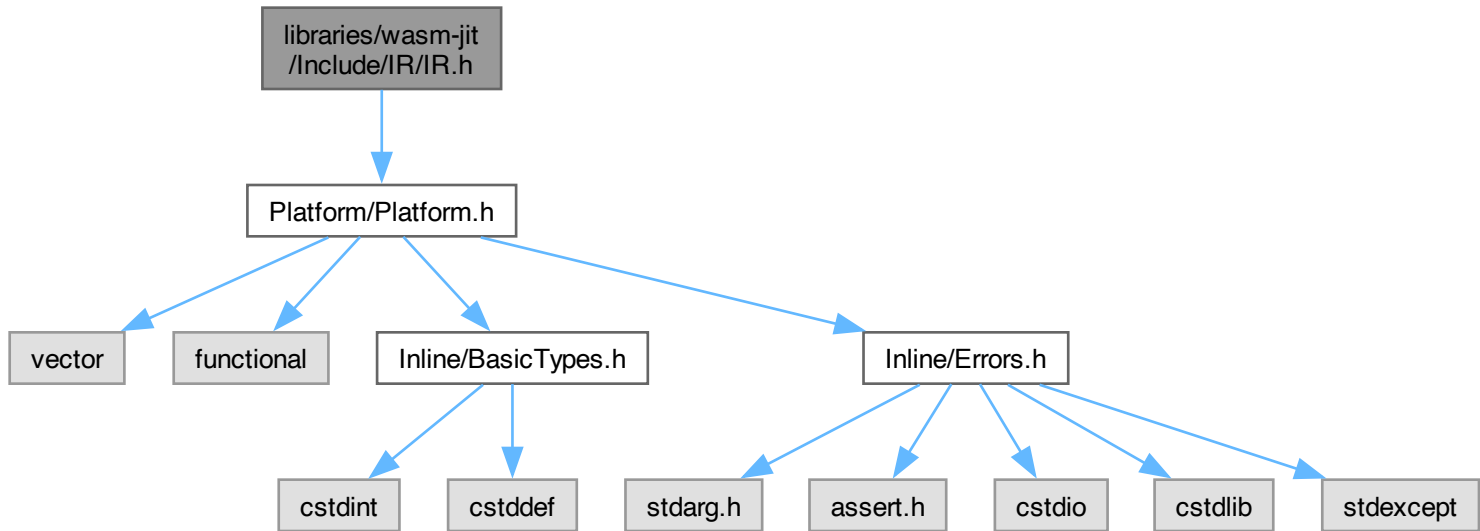 libraries/wasm-jit
/Include/IR/IR.h
Platform/Platform.h
vector
functional
Inline/BasicTypes.h
Inline/Errors.h
cstdint
cstddef
stdarg.h
assert.h
cstdio
cstdlib
stdexcept